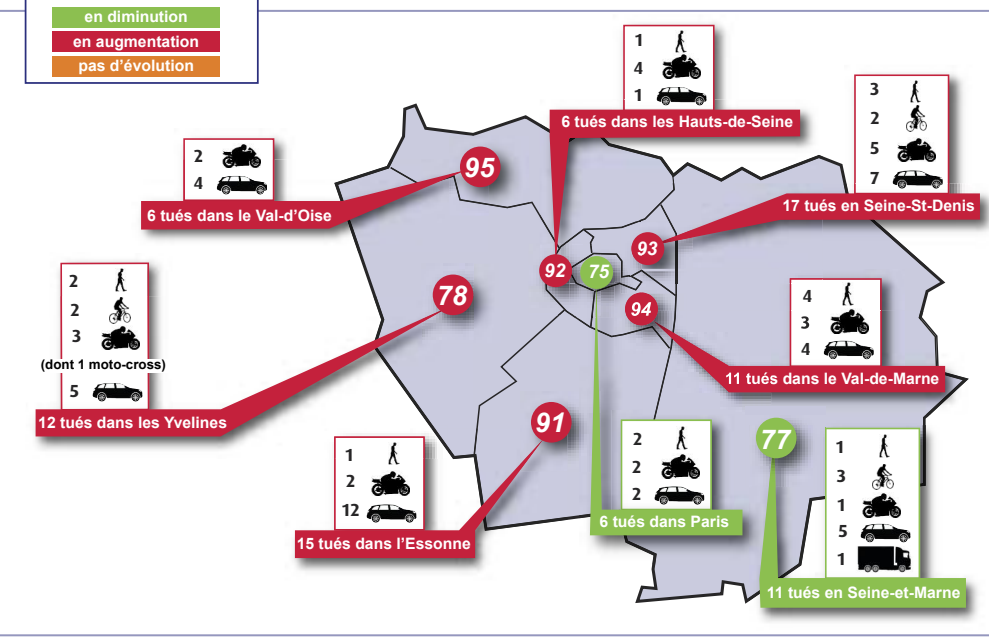 en diminution
en augmentation
pas d'évolution
1
4
1
6 tués dans les Hauts-de-Seine
3
2
5
7
17 tués en Seine-St-Denis
2
4
6 tués dans le Val-d'Oise
95
93
92
75
78
94
2
2
3
(dont 1 moto-cross)
5
12 tués dans les Yvelines
4
3
4
11 tués dans le Val-de-Marne
91
77
1
2
12
15 tués dans l'Essonne
2
2
2
6 tués dans Paris
1
3
1
5
1
11 tués en Seine-et-Marne